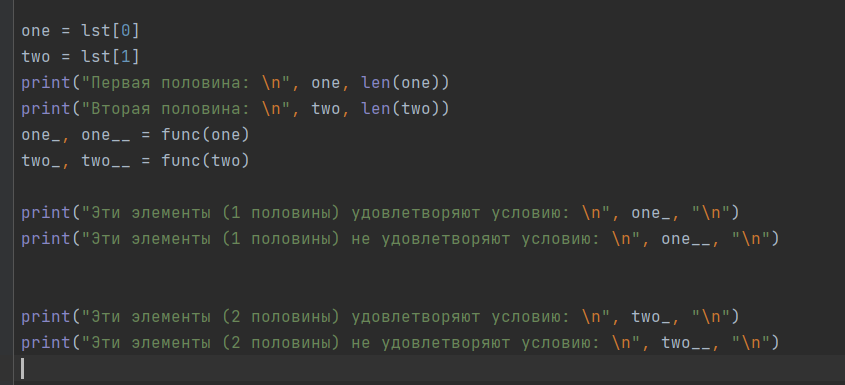 one = lst[0]
two = lst[1]
print("Первая половина: \n", one, len(one))
print("Вторая половина: \n", two, len(two))
one_, one__ = func(one)
two_, two__ = func(two)
print("Эти элементы (1 половины) удовлетворяют условию: \n", one_, "\n")
print("Эти элементы (1 половины) не удовлетворяют условию: \n", one__, "\n")
print("Эти элементы (2 половины) удовлетворяют условию: \n", two_, "\n")
print("Эти элементы (2 половины) не удовлетворяют условию: \n", two__, "\n")